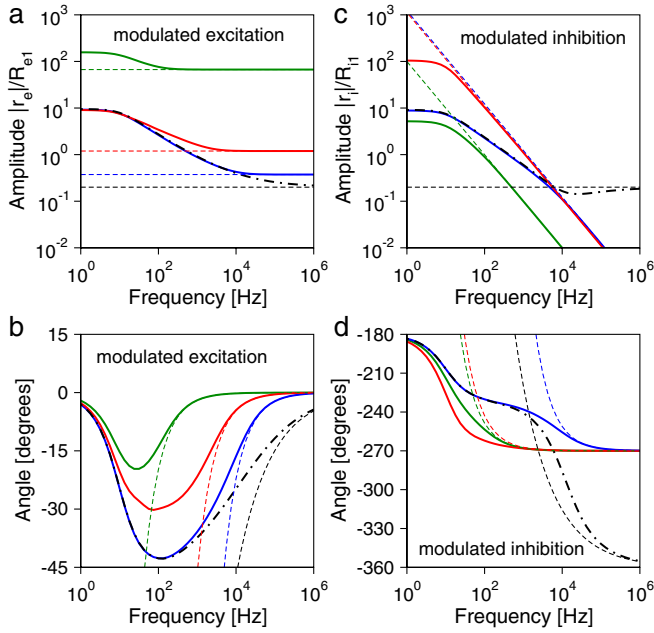 a
modulated excitation
Amplitude |r_e|/R_e1
10^3
10^2
10^1
10^0
10^-1
10^-2
10^0 10^2 10^4 10^6
Frequency [Hz]
c
modulated inhibition
Amplitude |r_i|/R_i1
10^3
10^2
10^1
10^0
10^-1
10^-2
10^0 10^2 10^4 10^6
Frequency [Hz]
b
modulated excitation
Angle [degrees]
15
0
-15
-30
-45
10^0 10^2 10^4 10^6
Frequency [Hz]
d
modulated inhibition
Angle [degrees]
-180
-210
-240
-270
-300
-330
-360
10^0 10^2 10^4 10^6
Frequency [Hz]